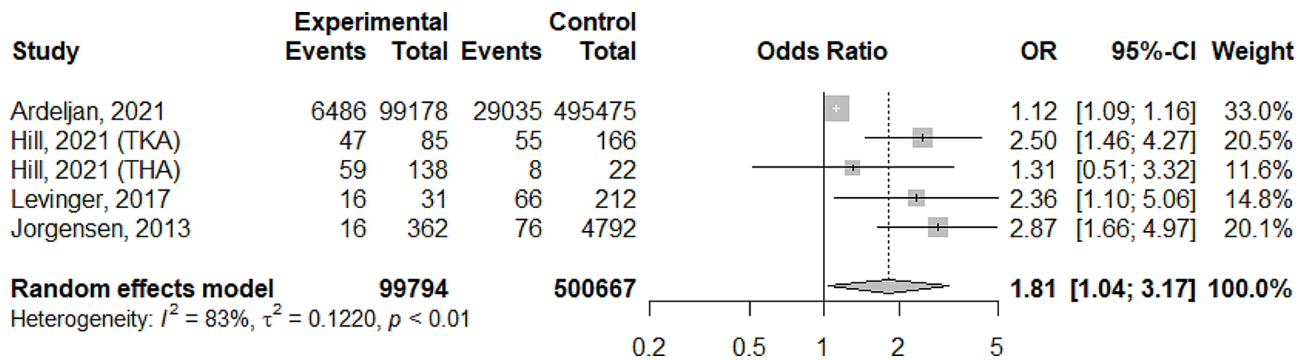 Experimental Control
Study Events Total Events Total Odds Ratio OR 95%-CI Weight
Ardeljan, 2021 6486 99178 29035 495475 1.12 [1.09; 1.16] 33.0%
Hill, 2021 (TKA) 47 85 55 166 2.50 [1.46; 4.27] 20.5%
Hill, 2021 (THA) 59 138 8 22 1.31 [0.51; 3.32] 11.6%
Levinger, 2017 16 31 66 212 2.36 [1.10; 5.06] 14.8%
Jorgensen, 2013 16 362 76 4792 2.87 [1.66; 4.97] 20.1%
Random effects model 99794 500667 1.81 [1.04; 3.17] 100.0%
Heterogeneity: I² = 83%, τ² = 0.1220, p < 0.01
0.2 0.5 1 2 5